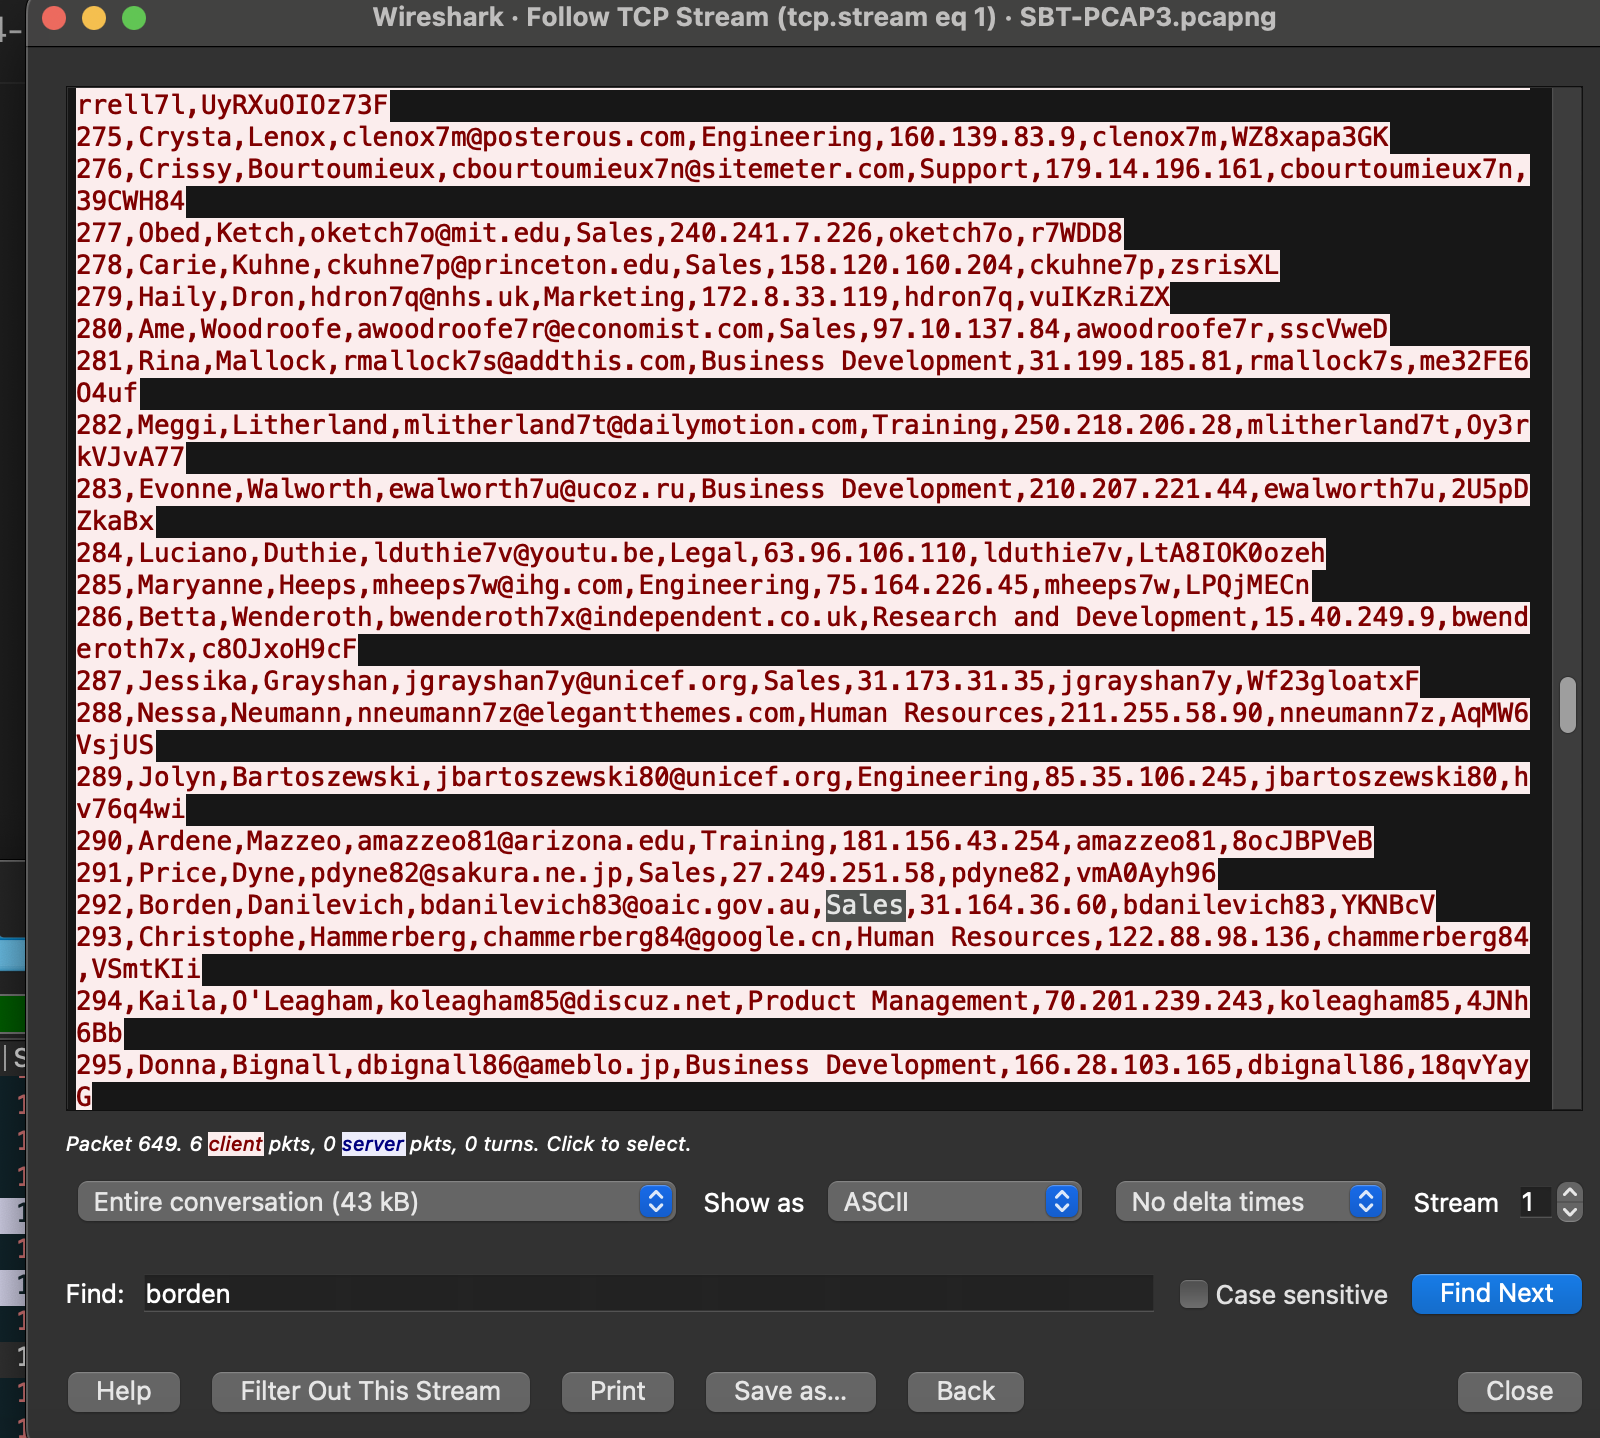 Wireshark · Follow TCP Stream (tcp.stream eq 1) · SBT-PCAP3.pcapng
rrell7l,UyRXuOIOz73F
275,Crysta,Lenox,clenox7m@posterous.com,Engineering,160.139.83.9,clenox7m,WZ8xapa3GK
276,Crissy,Bourtoumieux,cbourtoumieux7n@sitemeter.com,Support,179.14.196.161,cbourtoumieux7n,
39CWH84
277,Obed,Ketch,oketch7o@mit.edu,Sales,240.241.7.226,oketch7o,r7WDD8
278,Carie,Kuhne,ckuhne7p@princeton.edu,Sales,158.120.160.204,ckuhne7p,zsrisXL
279,Haily,Dron,hdron7q@nhs.uk,Marketing,172.8.33.119,hdron7q,vuIKzRiZX
280,Ame,Woodroofe,awoodroofe7r@economist.com,Sales,97.10.137.84,awoodroofe7r,sscVweD
281,Rina,Mallock,rmallock7s@addthis.com,Business Development,31.199.185.81,rmallock7s,me32FE6
O4uf
282,Meggi,Litherland,mlitherland7t@dailymotion.com,Training,250.218.206.28,mlitherland7t,Oy3r
kVJvA77
283,Evonne,Walworth,ewalworth7u@ucoz.ru,Business Development,210.207.221.44,ewalworth7u,2U5pD
ZkaBx
284,Luciano,Duthie,lduthie7v@youtu.be,Legal,63.96.106.110,lduthie7v,LtA8IOK0ozeh
285,Maryanne,Heeps,mheeps7w@ihg.com,Engineering,75.164.226.45,mheeps7w,LPQjMECn
286,Betta,Wenderoth,bwenderoth7x@independent.co.uk,Research and Development,15.40.249.9,bwend
eroth7x,c8OJxoH9cF
287,Jessika,Grayshan,jgrayshan7y@unicef.org,Sales,31.173.31.35,jgrayshan7y,Wf23gloatxF
288,Nessa,Neumann,nneumann7z@elegantthemes.com,Human Resources,211.255.58.90,nneumann7z,AqMW6
VsjUS
289,Jolyn,Bartoszewski,jbartoszewski80@unicef.org,Engineering,85.35.106.245,jbartoszewski80,h
v76q4wi
290,Ardene,Mazzeo,amazzeo81@arizona.edu,Training,181.156.43.254,amazzeo81,8ocJBPVeB
291,Price,Dyne,pdyne82@sakura.ne.jp,Sales,27.249.251.58,pdyne82,vmA0Ayh96
292,Borden,Danilevich,bdanilevich83@oaic.gov.au,Sales,31.164.36.60,bdanilevich83,YKNBcV
293,Christophe,Hammerberg,chammerberg84@google.cn,Human Resources,122.88.98.136,chammerberg84
,VSmtKIi
294,Kaila,O'Leagham,koleagham85@discuz.net,Product Management,70.201.239.243,koleagham85,4JNh
6Bb
295,Donna,Bignall,dbignall86@ameblo.jp,Business Development,166.28.103.165,dbignall86,18qvYay
G
Packet 649. 6 client pkts, 0 server pkts, 0 turns. Click to select.
Entire conversation (43 kB) Show as ASCII No delta times Stream 1
Find: borden Case sensitive Find Next
Help Filter Out This Stream Print Save as... Back Close